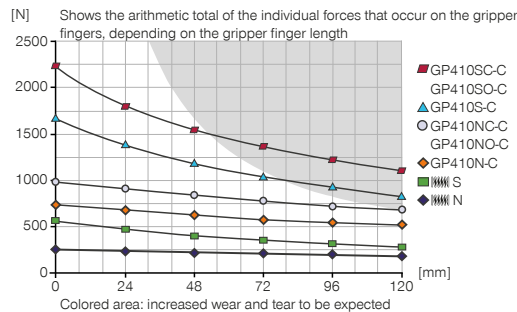 [N]
Shows the arithmetic total of the individual forces that occur on the gripper
fingers, depending on the gripper finger length
2500
2000
1500
1000
500
0
0 24 48 72 96 120
[mm]
GP410SC-C
GP410SO-C
GP410S-C
GP410NC-C
GP410NO-C
GP410N-C
S
N
Colored area: increased wear and tear to be expected